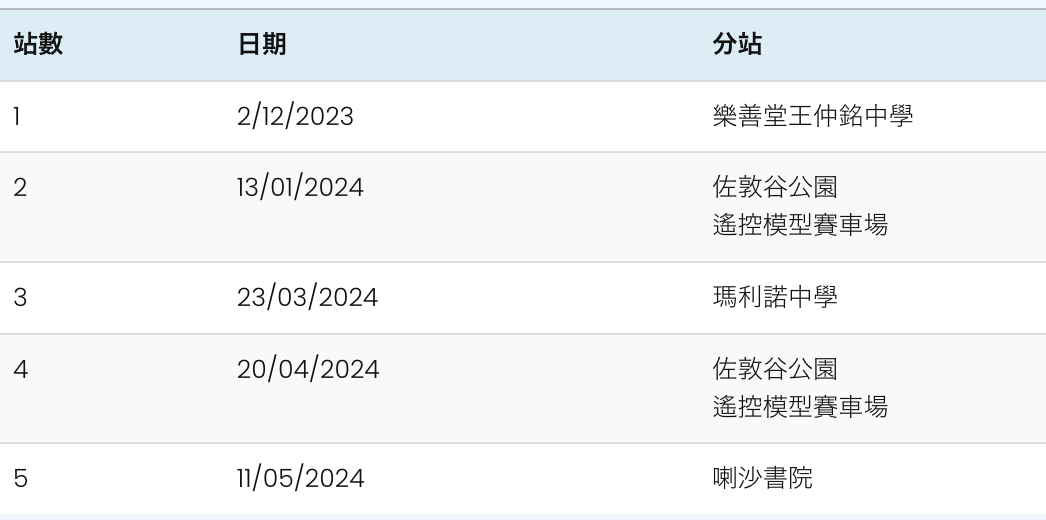 站數 日期 分站
1 2/12/2023 樂善堂王仲銘中學
2 13/01/2024 佐敦谷公園
遙控模型賽車場
3 23/03/2024 瑪利諾中學
4 20/04/2024 佐敦谷公園
遙控模型賽車場
5 11/05/2024 喇沙書院